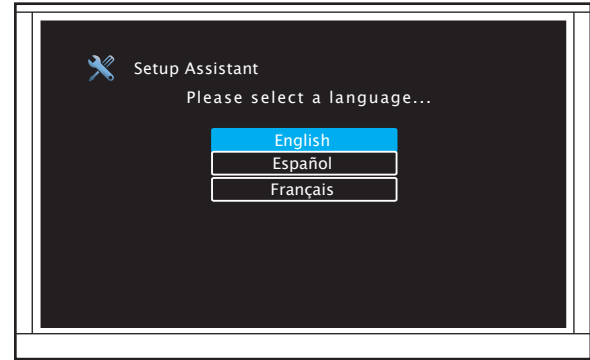 Setup Assistant
Please select a language...
English
Español
Français